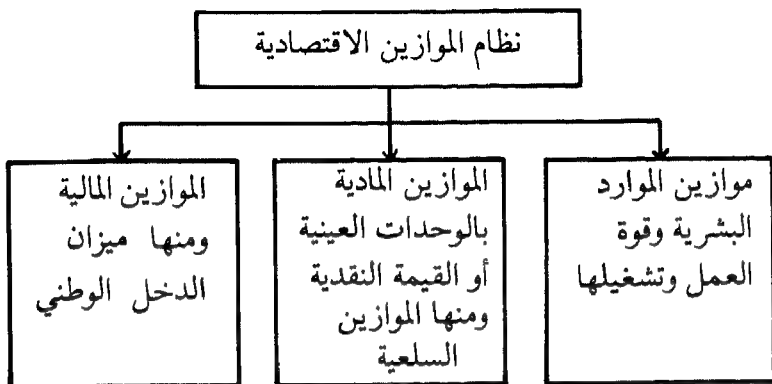 نظام الموازين الاقتصادية
موازين الموارد
البشرية وقوة
العمل وتشغيلها
الموازين المادية
بالوحدات العينية
أو القيمة النقدية
ومنها الموازين
السلعية
الموازين المالية
ومنها ميزان
الدخل الوطني